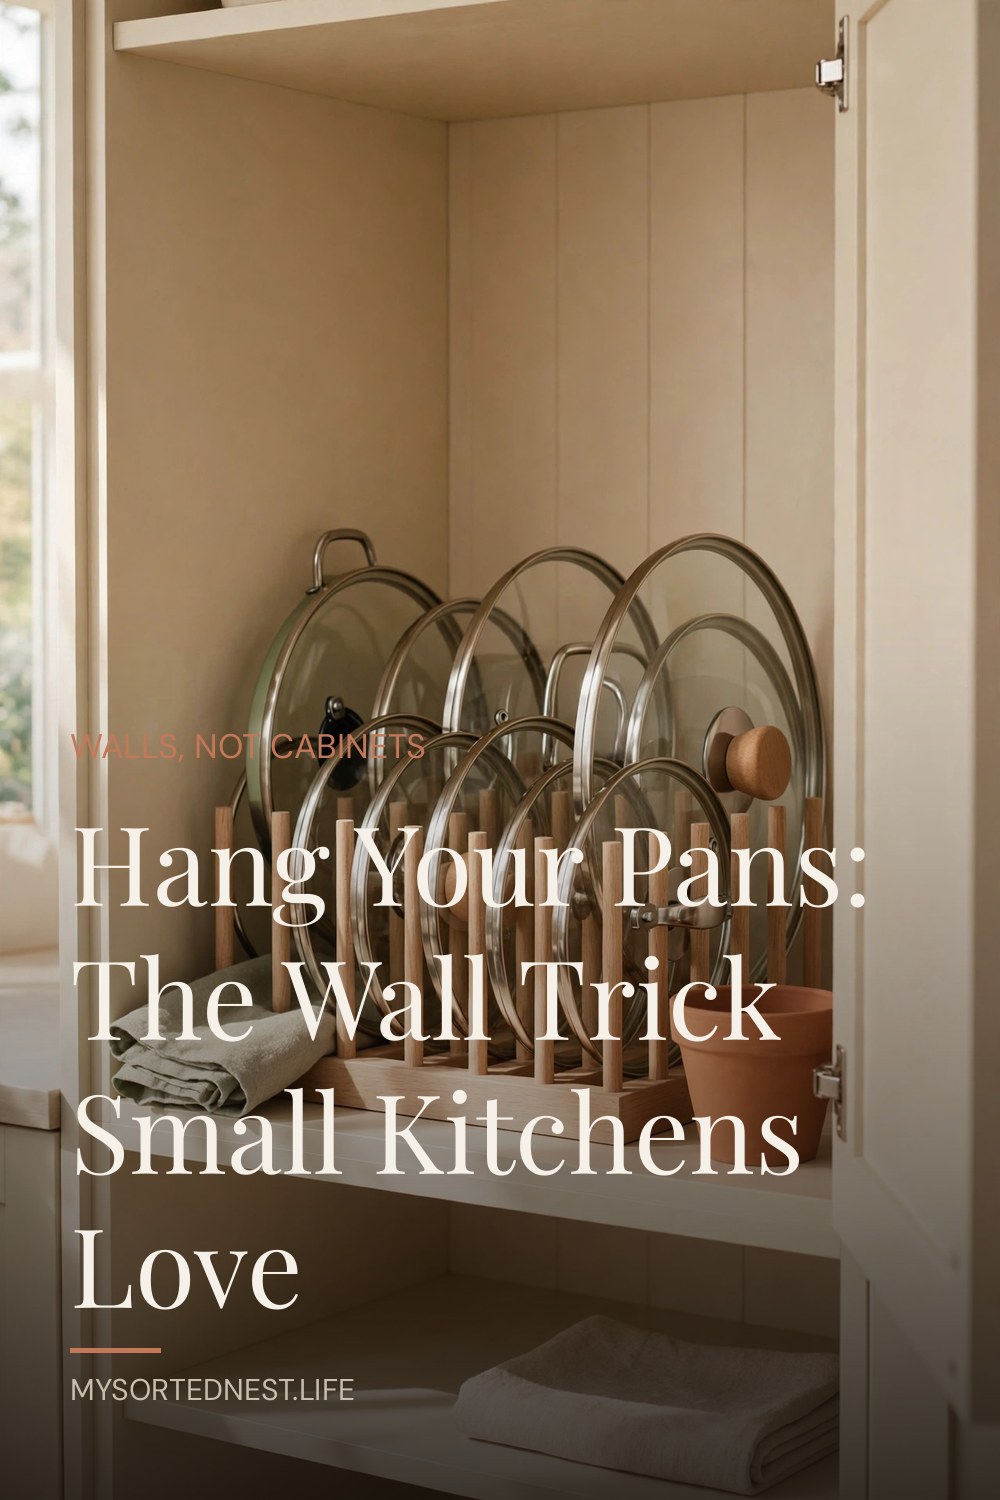 WALLS, NOT CABINETS
Hang Your Pans:
The Wall Trick
Small Kitchens
Love
MYSORTEDNEST.LIFE